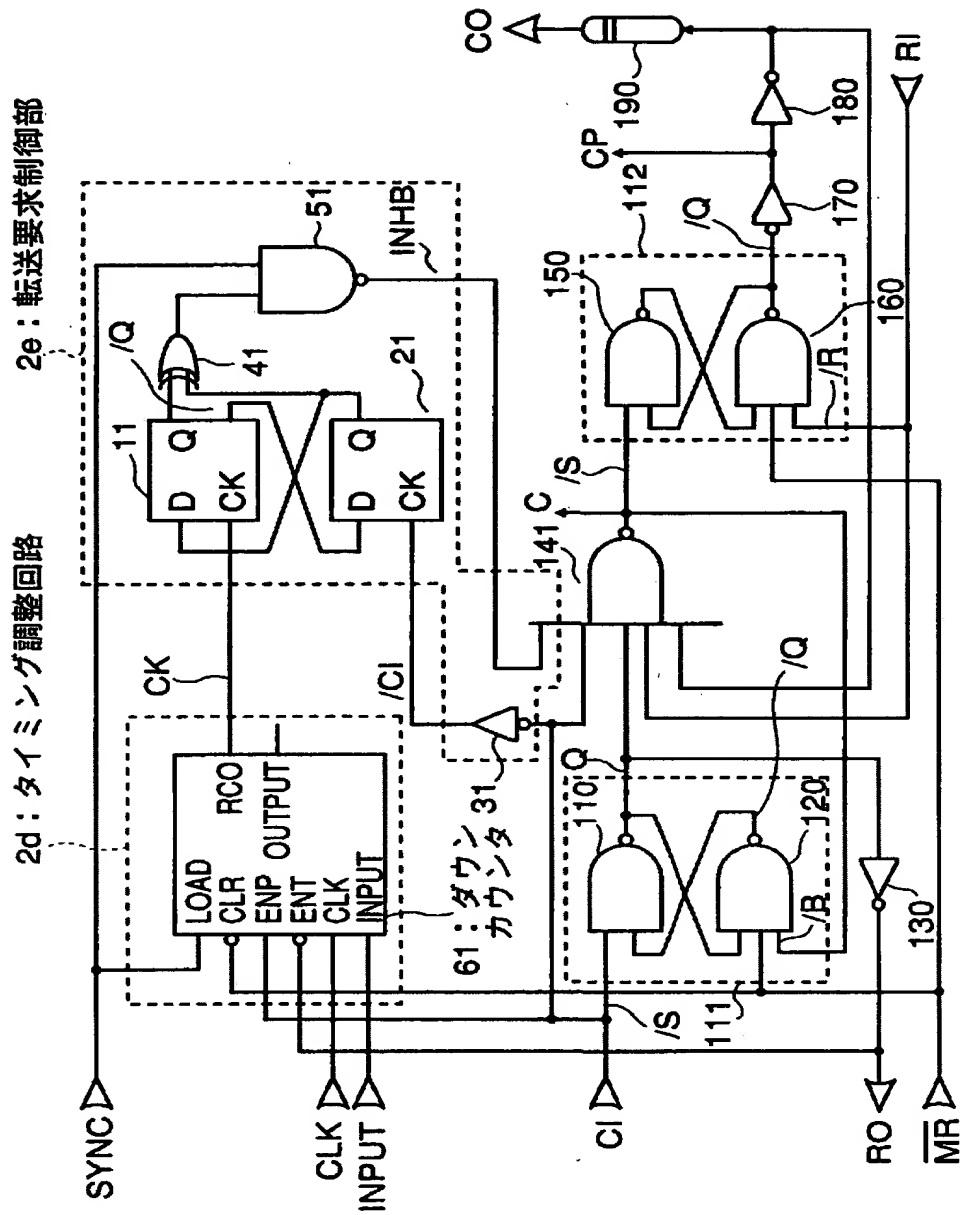 2d：タイミング調整回路
2e：転送要求制御部
SYNC
CLK
INPUT
CI
RO
MR
LOAD
CLR
ENP
ENT
CLK
INPUT
RCO
OUTPUT
61：ダウン
カウンタ
CK
11
D
Q
CK
/Q
41
51
INHB
D
Q
CK
21
/CI
31
/S
111
110
120
/R
Q
/Q
130
141
C
/S
150
112
160
/R
/Q
170
CP
180
190
CO
RI